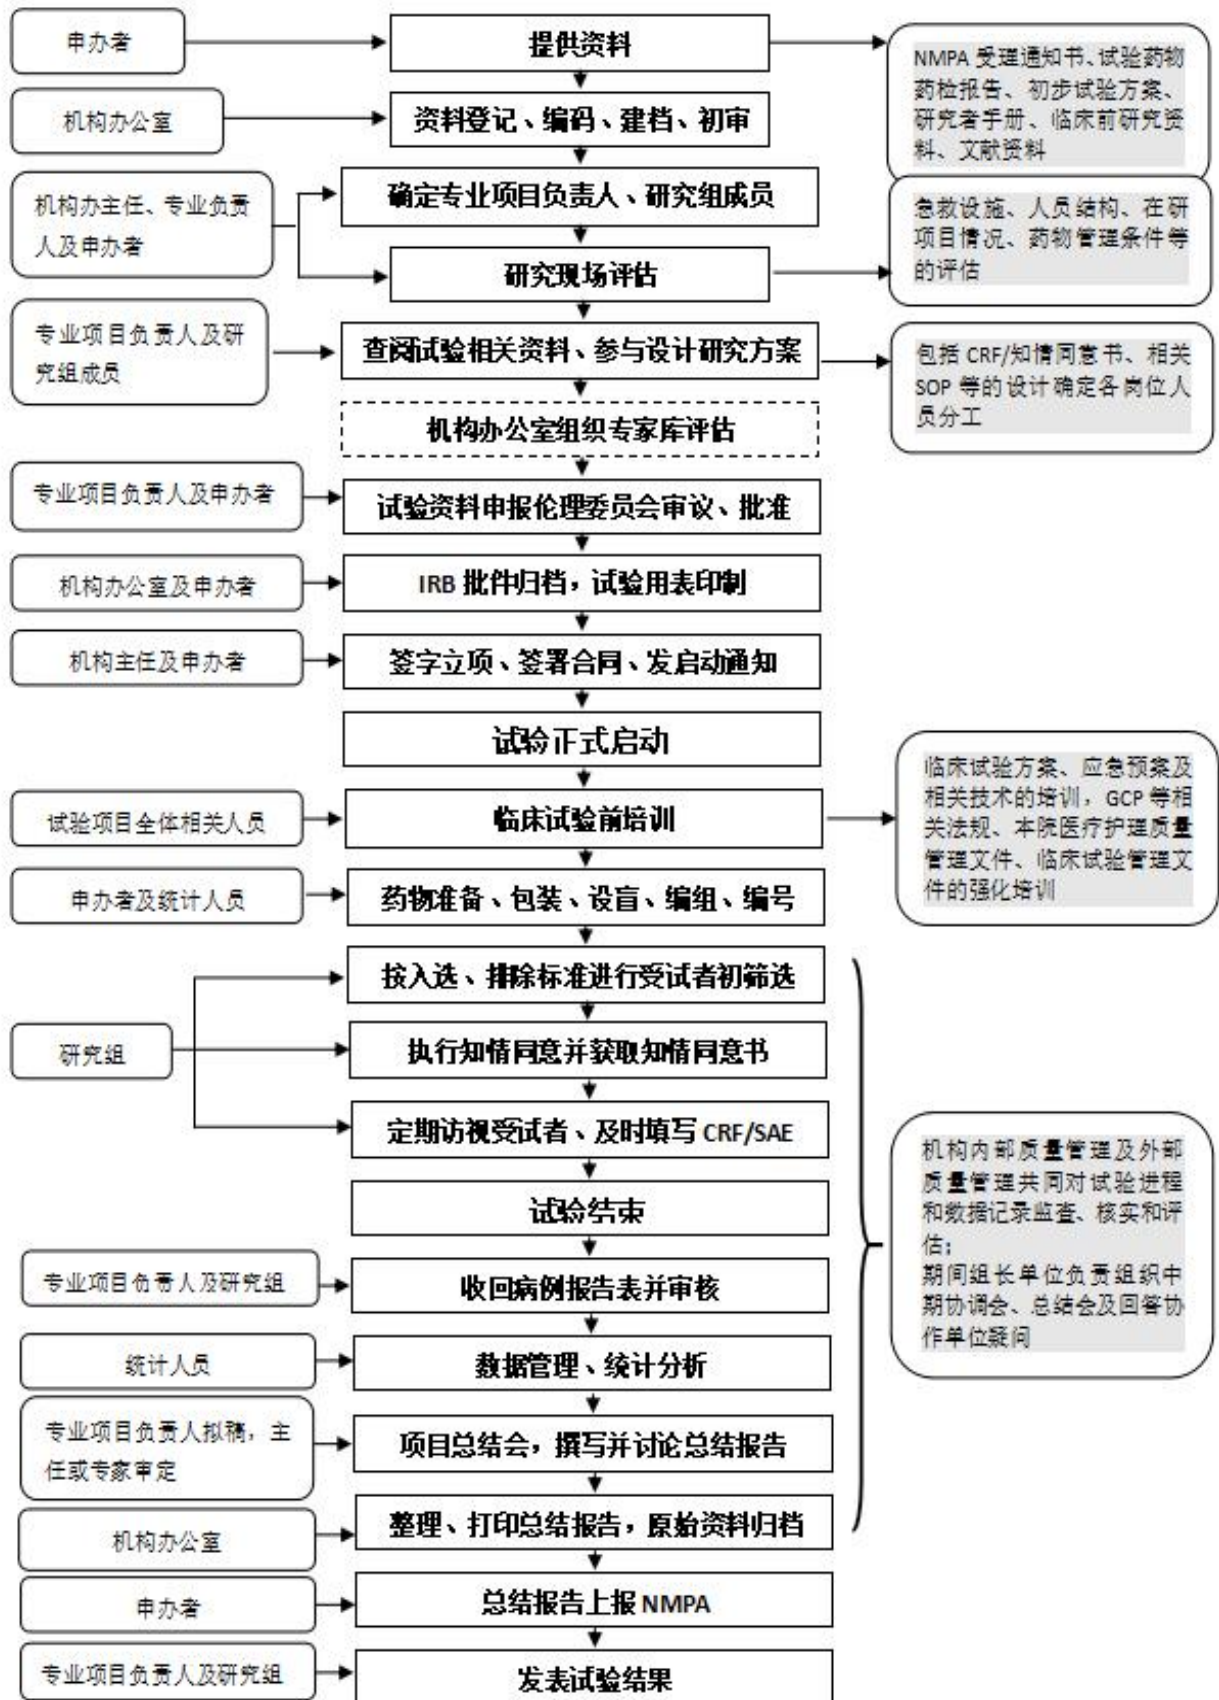 申办者
提供资料
NMPA 受理通知书、试验药物
药检报告、初步试验方案、
研究者手册、临床前研究资
料、文献资料
机构办公室
资料登记、编码、建档、初审
机构办主任、专业负责
人及申办者
确定专业项目负责人、研究组成员
研究现场评估
急救设施、人员结构、在研
项目情况、药物管理条件等
的评估
专业项目负责人及研
究组成员
查阅试验相关资料、参与设计研究方案
包括 CRF/知情同意书、相关
SOP 等的设计确定各岗位人
员分工
机构办公室组织专家库评估
专业项目负责人及申办者
试验资料申报伦理委员会审议、批准
机构办公室及申办者
IRB 批件归档，试验用表印制
机构主任及申办者
签字立项、签署合同、发启动通知
试验正式启动
试验项目全体相关人员
临床试验前培训
临床试验方案、应急预案及
相关技术的培训，GCP 等相
关法规、本院医疗护理质量
管理文件、临床试验管理文
件的强化培训
申办者及统计人员
药物准备、包装、设盲、编组、编号
按入选、排除标准进行受试者初筛选
研究组
执行知情同意并获取知情同意书
定期访视受试者、及时填写 CRF/SAE
试验结束
机构内部质量管理及外部
质量管理共同对试验进程
和数据记录监查、核实和评
估；
期间组长单位负责组织中
期协调会、总结会及回答协
作单位疑问
专业项目负责人及研究组
收回病例报告表并审核
统计人员
数据管理、统计分析
专业项目负责人拟稿，主
任或专家审定
项目总结会，撰写并讨论总结报告
机构办公室
整理、打印总结报告，原始资料归档
申办者
总结报告上报 NMPA
专业项目负责人及研究组
发表试验结果